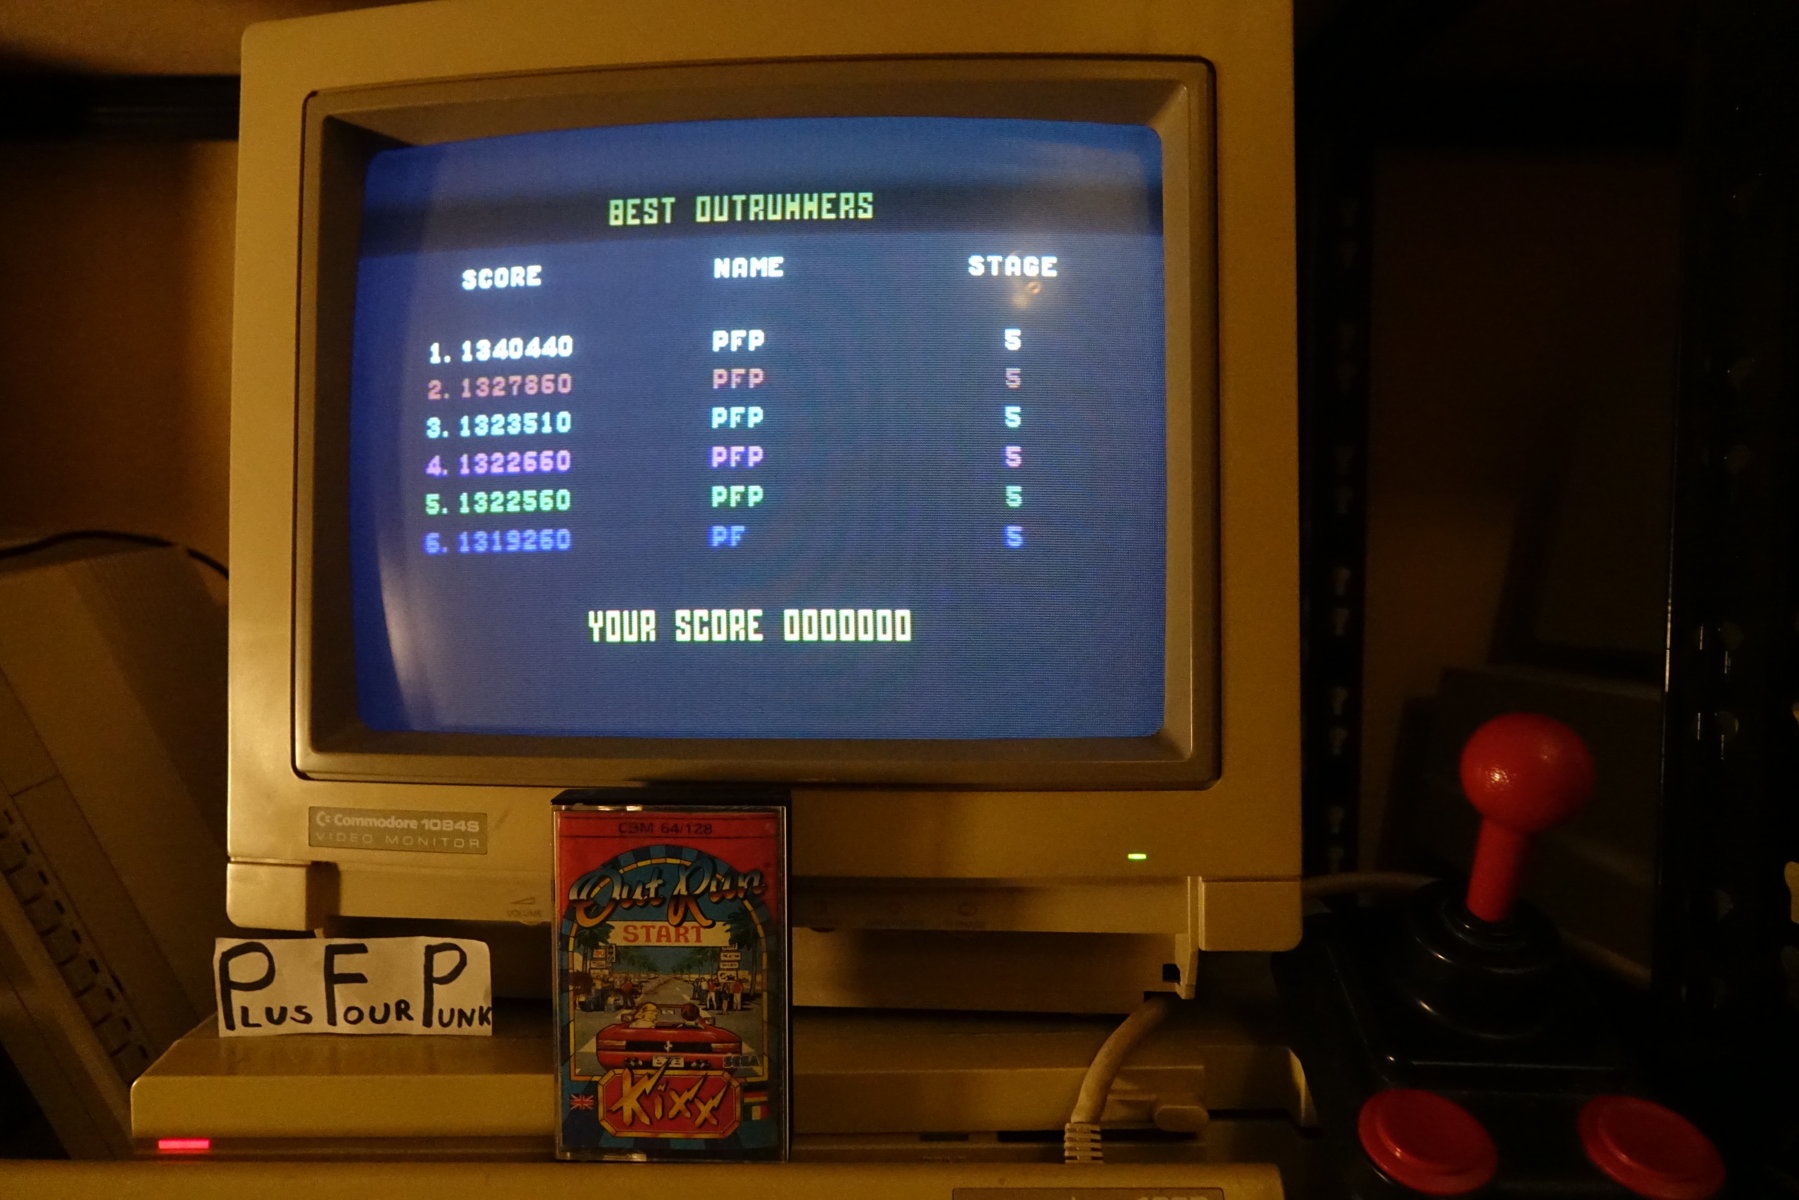 BEST OUTRUNNERS
SCORE NAME STAGE
1. 1340440 PFP 5
2. 1327860 PFP 5
3. 1323510 PFP 5
4. 1322660 PFP 5
5. 1322560 PFP 5
6. 1319260 PF 5
YOUR SCORE 0000000
Commodore 1084S
VIDEO MONITOR
VOLUME
CBM 64/128
Out Run
START
SEGA
Kixx
PLUS FOUR PUNK